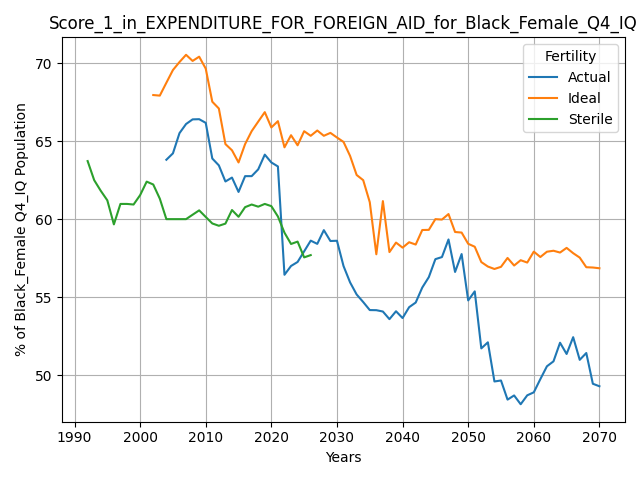 Score_1_in_EXPENDITURE_FOR_FOREIGN_AID_for_Black_Female_Q4_IQ
Fertility
Actual
Ideal
Sterile
% of Black_Female Q4_IQ Population
70
65
60
55
50
1990 2000 2010 2020 2030 2040 2050 2060 2070
Years